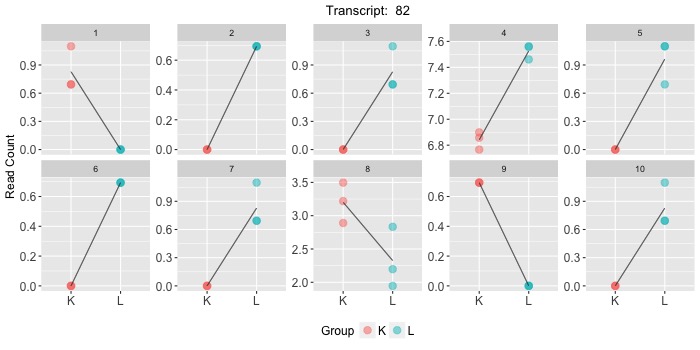 Transcript: 82
Read Count
1 2 3 4 5
0.9 0.6 0.3 0.0
0.6 0.4 0.2 0.0
0.9 0.6 0.3 0.0
7.6 7.4 7.2 7.0 6.8
0.9 0.6 0.3 0.0
6 7 8 9 10
0.6 0.4 0.2 0.0
0.9 0.6 0.3 0.0
3.5 3.0 2.5 2.0
0.6 0.4 0.2 0.0
0.9 0.6 0.3 0.0
K L K L K L K L K L
Group K L